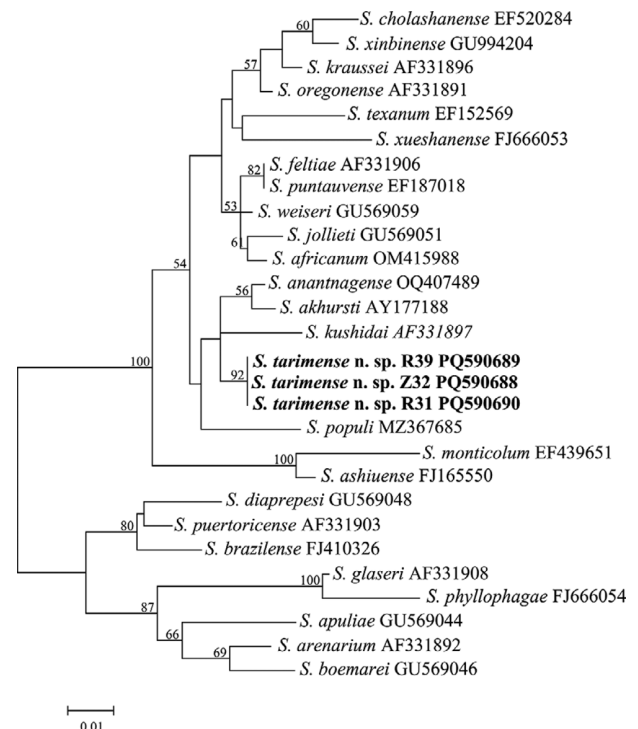 60
S. cholashanense EF520284
S. xinbinense GU994204
57
S. kraussei AF331896
S. oregonense AF331891
S. texanum EF152569
S. xueshanense FJ666053
82
S. feltiae AF331906
S. puntauvense EF187018
53
S. weiseri GU569059
S. jollieti GU569051
S. africanum OM415988
54
S. anantnagense OQ407489
56
S. akhursti AY177188
S. kushidai AF331897
100
S. tarimense n. sp. R39 PQ590689
92
S. tarimense n. sp. Z32 PQ590688
S. tarimense n. sp. R31 PQ590690
S. populi MZ367685
S. monticolum EF439651
100
S. ashiuense FJ165550
S. diaprepesi GU569048
80
S. puertoricense AF331903
S. brazilense FJ410326
S. glaseri AF331908
100
S. phyllophagae FJ666054
87
S. apuliae GU569044
66
S. arenarium AF331892
69
S. boemarei GU569046
0.01